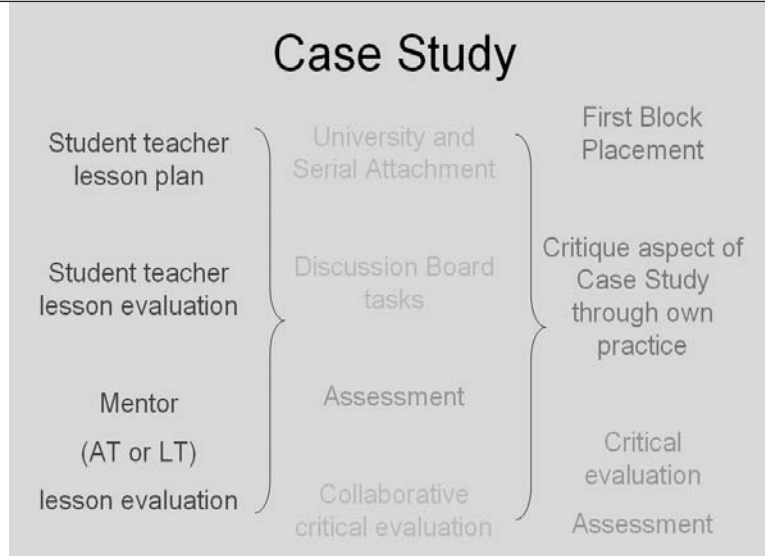 Case Study
Student teacher
lesson plan
Student teacher
lesson evaluation
Mentor
(AT or LT)
lesson evaluation
University and
Serial Attachment
Discussion Board
tasks
Assessment
Collaborative
critical evaluation
First Block
Placement
Critique aspect of
Case Study
through own
practice
Critical
evaluation
Assessment